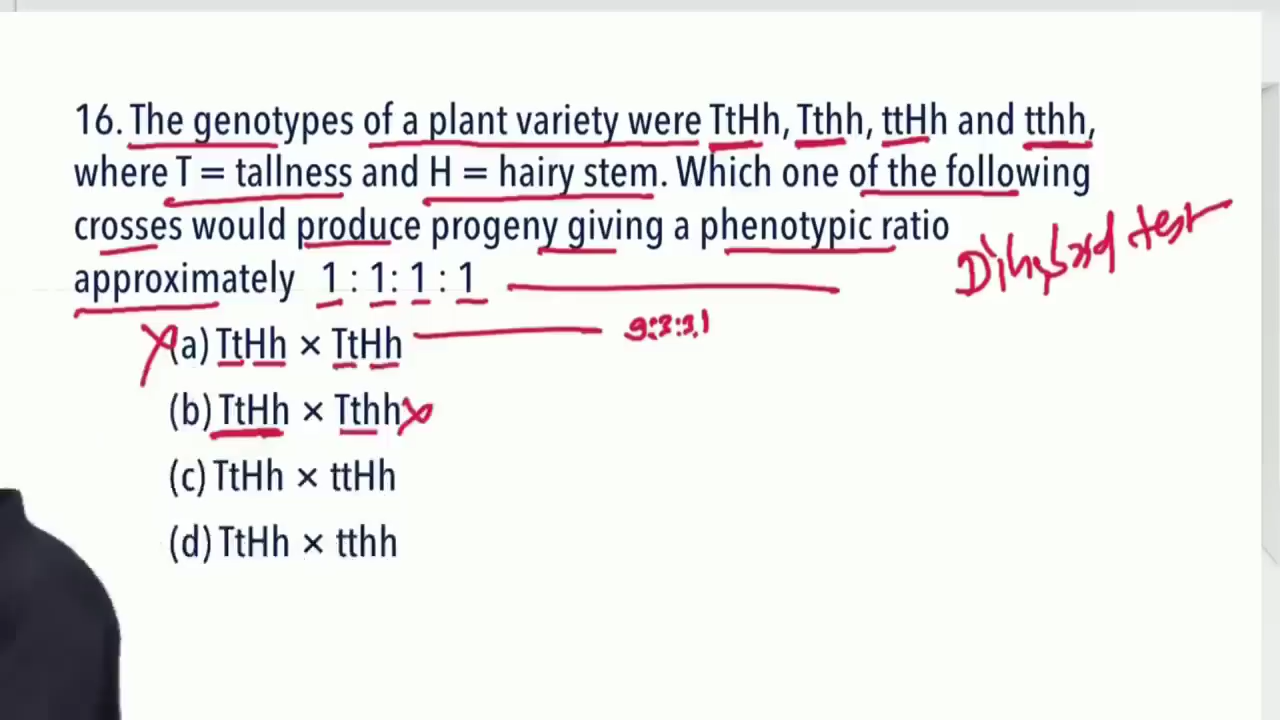 16. The genotypes of a plant variety were TtHh, Tthh, ttHh and tthh,
where T = tallness and H = hairy stem. Which one of the following
crosses would produce progeny giving a phenotypic ratio
approximately 1 : 1: 1 : 1
Dihybrid test
(a) TtHh × TtHh
9:3:3:1
(b) TtHh × Tthh
(c) TtHh × ttHh
(d) TtHh × tthh